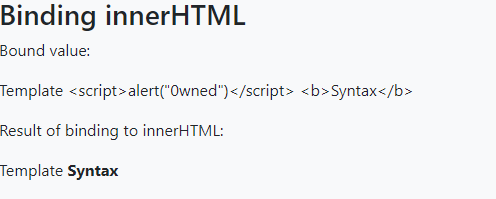 Binding innerHTML
Bound value:
Template <script>alert("0wned")</script> <b>Syntax</b>
Result of binding to innerHTML:
Template Syntax